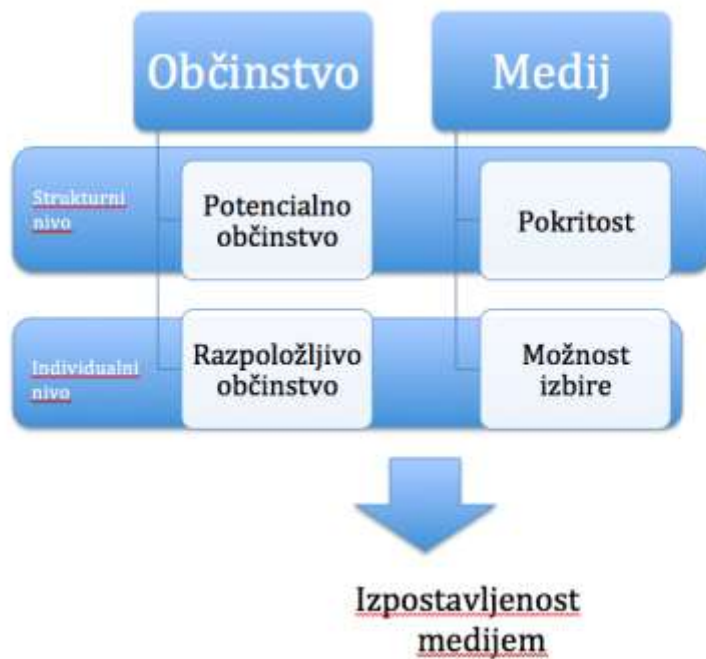 Občinstvo
Medij
Strukturni
nivo
Potencialno
občinstvo
Pokritost
Individualni
nivo
Razpoložljivo
občinstvo
Možnost
izbire
Izpostavljenost
medijem